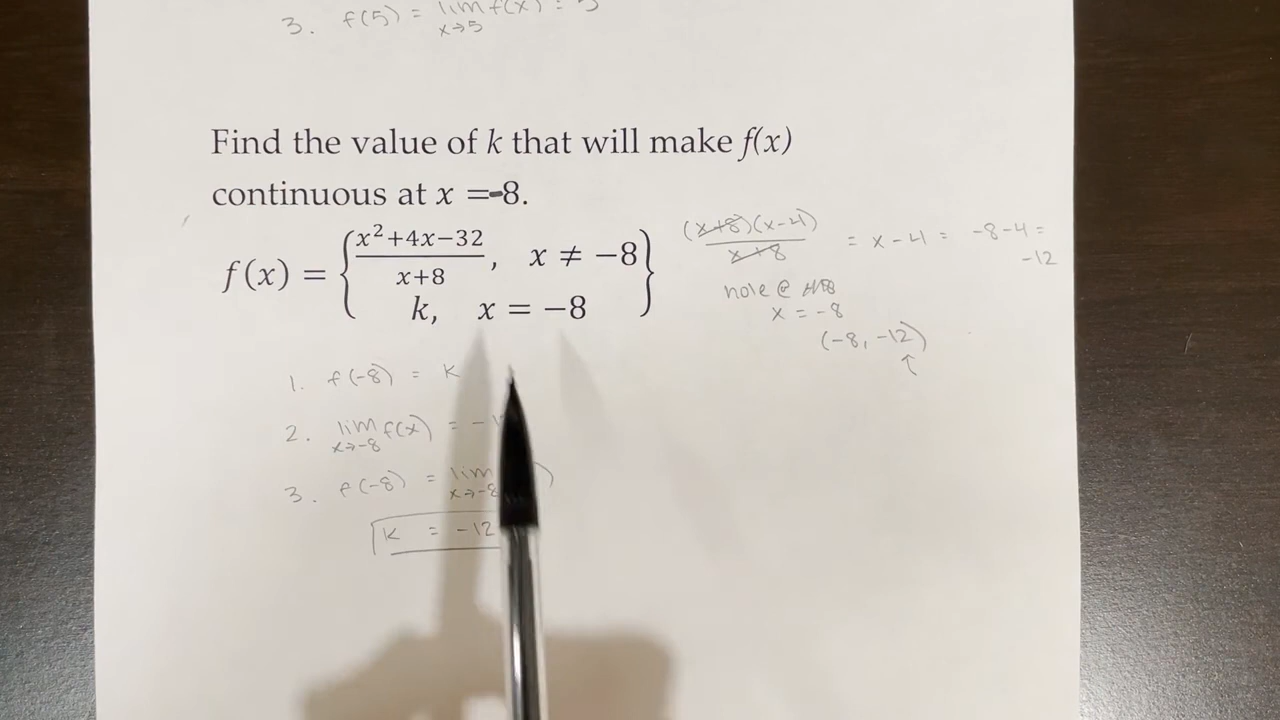 3. f(5) = lim f(x) = 5
x→5
Find the value of k that will make f(x)
continuous at x =-8.
f(x) = { x²+4x−32 / x+8 , x ≠ −8
k, x = −8 }
(x+8)(x-4) / x+8 = x-4 = -8-4 =
-12
hole @
x = -8
(-8, -12)
↑
1. f(-8) = K
2. lim f(x) = -
x→-8
3. f(-8) = lim )
x→-8
K = -12